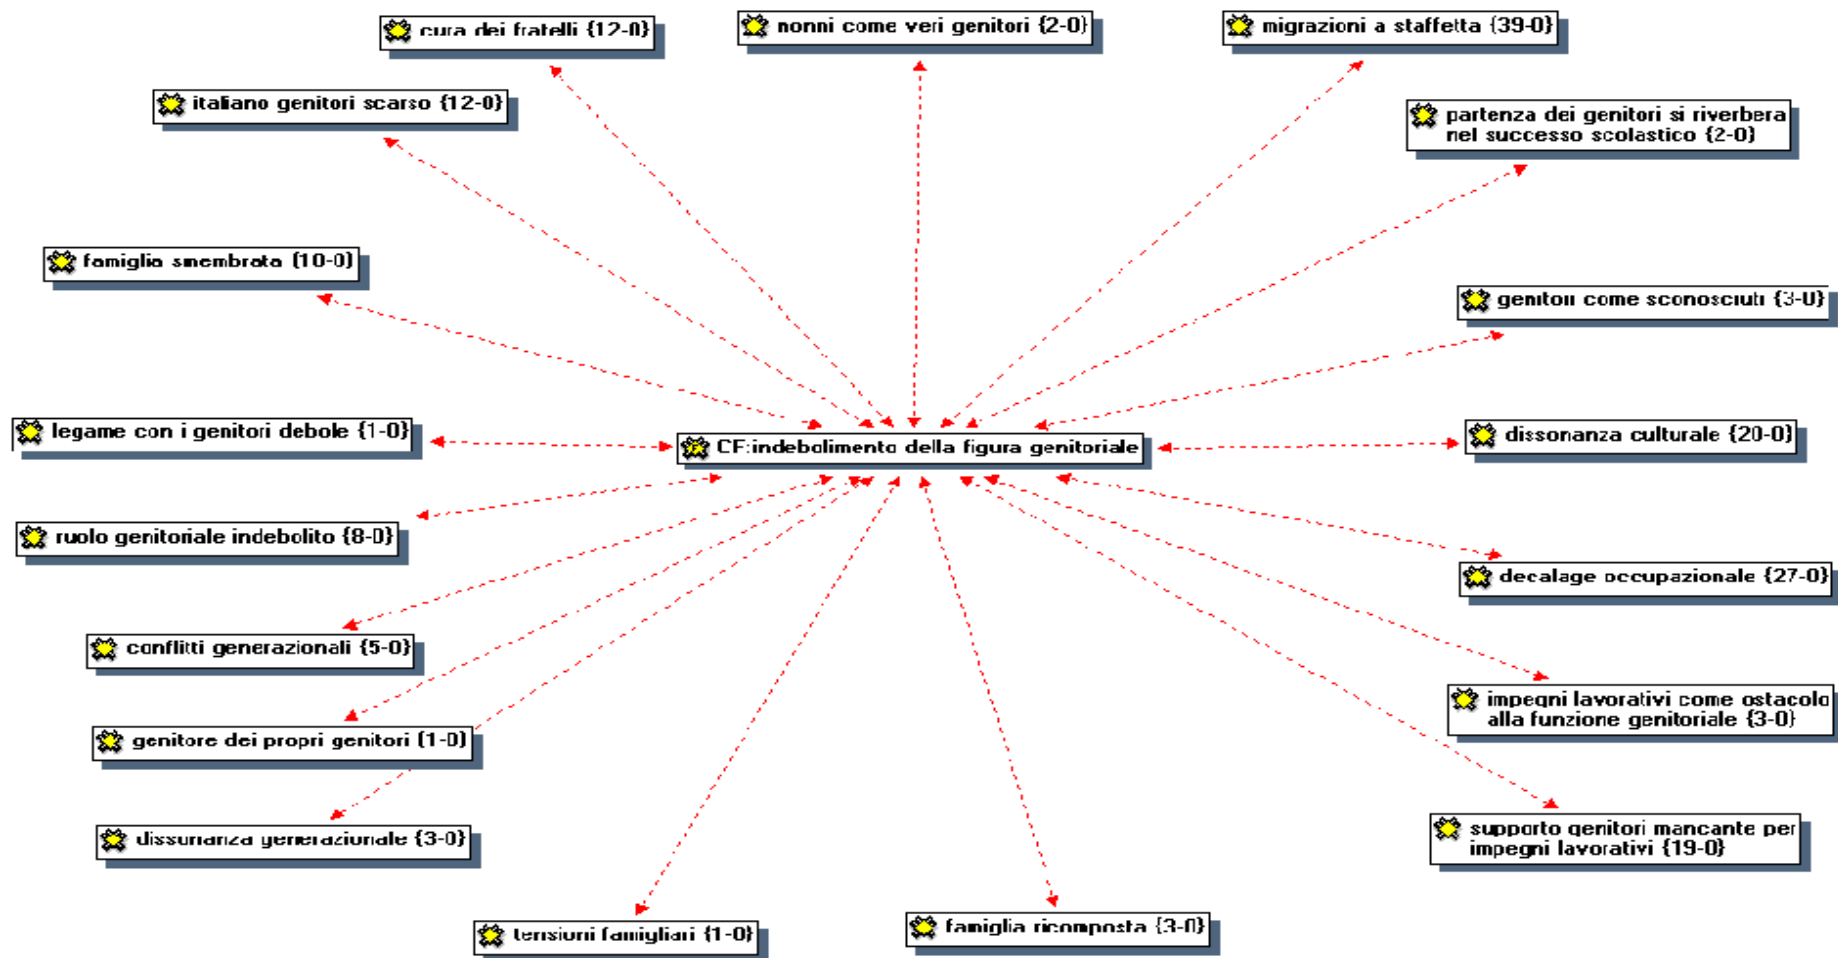 cura dei fratelli {12-0}
nonni come veri genitori {2-0}
migrazioni a staffetta {39-0}
italiano genitori scarso {12-0}
partenza dei genitori si riverbera
nel successo scolastico {2-0}
famiglia smembrata {10-0}
genitori come sconosciuti {3-0}
legame con i genitori debole {1-0}
CF:indebolimento della figura genitoriale
dissonanza culturale {20-0}
ruolo genitoriale indebolito {8-0}
decalage occupazionale {27-0}
conflitti generazionali {5-0}
impegni lavorativi come ostacolo
alla funzione genitoriale {3-0}
genitore dei propri genitori {1-0}
dissonanza generazionale {3-0}
supporto genitori mancante per
impegni lavorativi {19-0}
tensioni famigliari {1-0}
famiglia ricomposta {3-0}